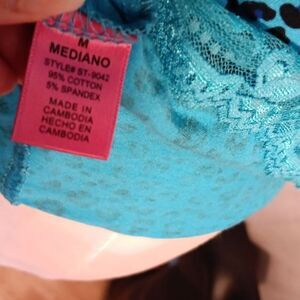 M
MEDIANO
STYLE# ST-9042
95% COTTON
5% SPANDEX
MADE IN
CAMBODIA
HECHO EN
CAMBODIA